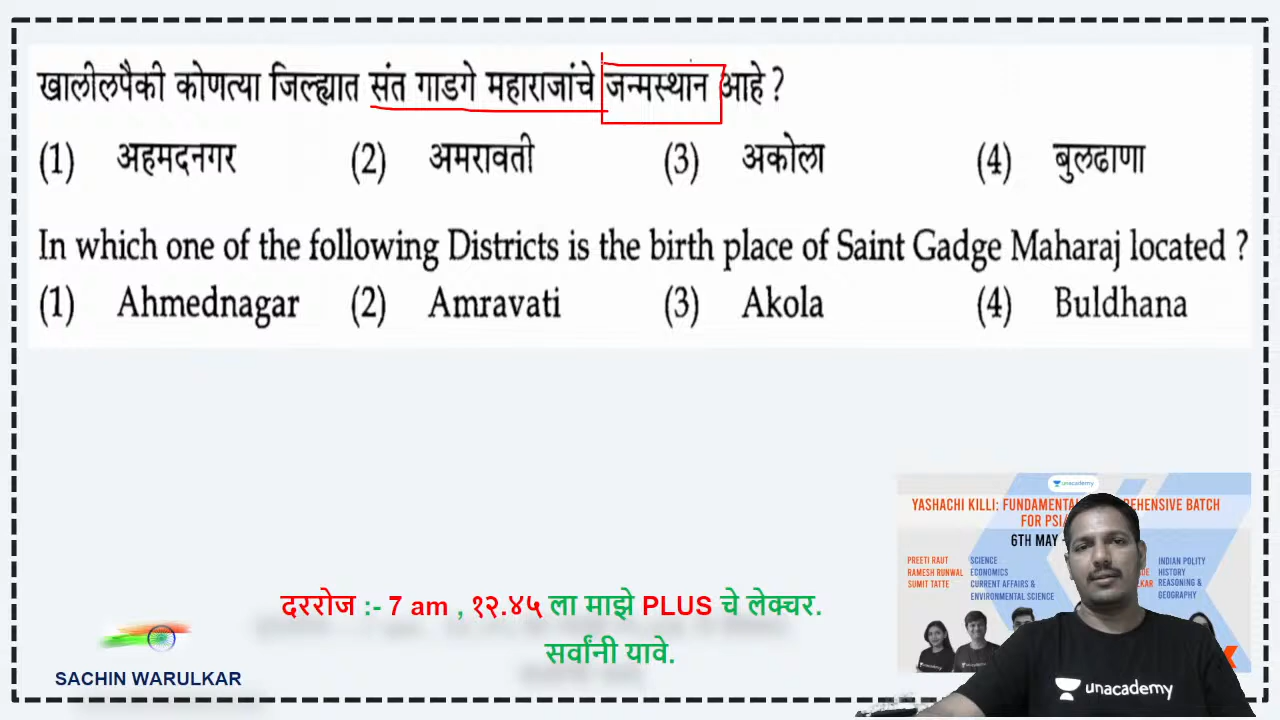 खालीलपैकी कोणत्या जिल्ह्यात संत गाडगे महाराजांचे जन्मस्थान आहे ?
(1) अहमदनगर (2) अमरावती (3) अकोला (4) बुलढाणा
In which one of the following Districts is the birth place of Saint Gadge Maharaj located ?
(1) Ahmednagar (2) Amravati (3) Akola (4) Buldhana
unacademy
YASHACHI KILLI: FUNDAMENTAL
BATCH
FOR PSI/
6TH MAY -
PREETI RAUT SCIENCE INDIAN POLITY
RAMESH RUNWAL ECONOMICS HISTORY
SUMIT TATTE CURRENT AFFAIRS & REASONING &
ENVIRONMENTAL SCIENCE GEOGRAPHY
दररोज :- 7 am , १२.४५ ला माझे PLUS चे लेक्चर.
सर्वांनी यावे.
SACHIN WARULKAR
unacademy